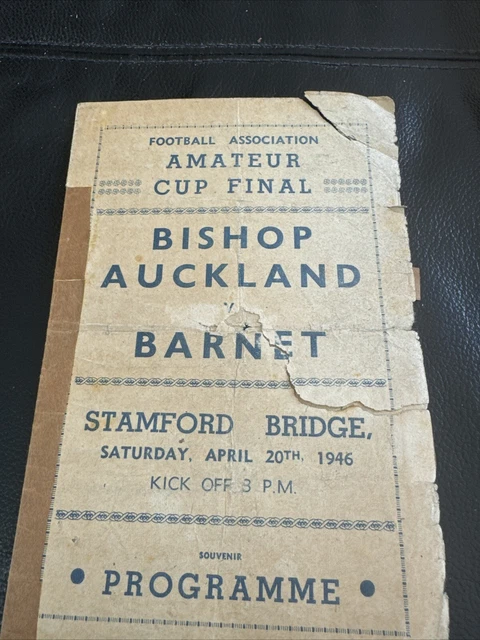 FOOTBALL ASSOCIATION
AMATEUR
CUP FINAL
BISHOP
AUCKLAND
V
BARNET
STAMFORD BRIDGE,
SATURDAY, APRIL 20TH, 1946
KICK OFF 3 P.M.
SOUVENIR
• PROGRAMME •